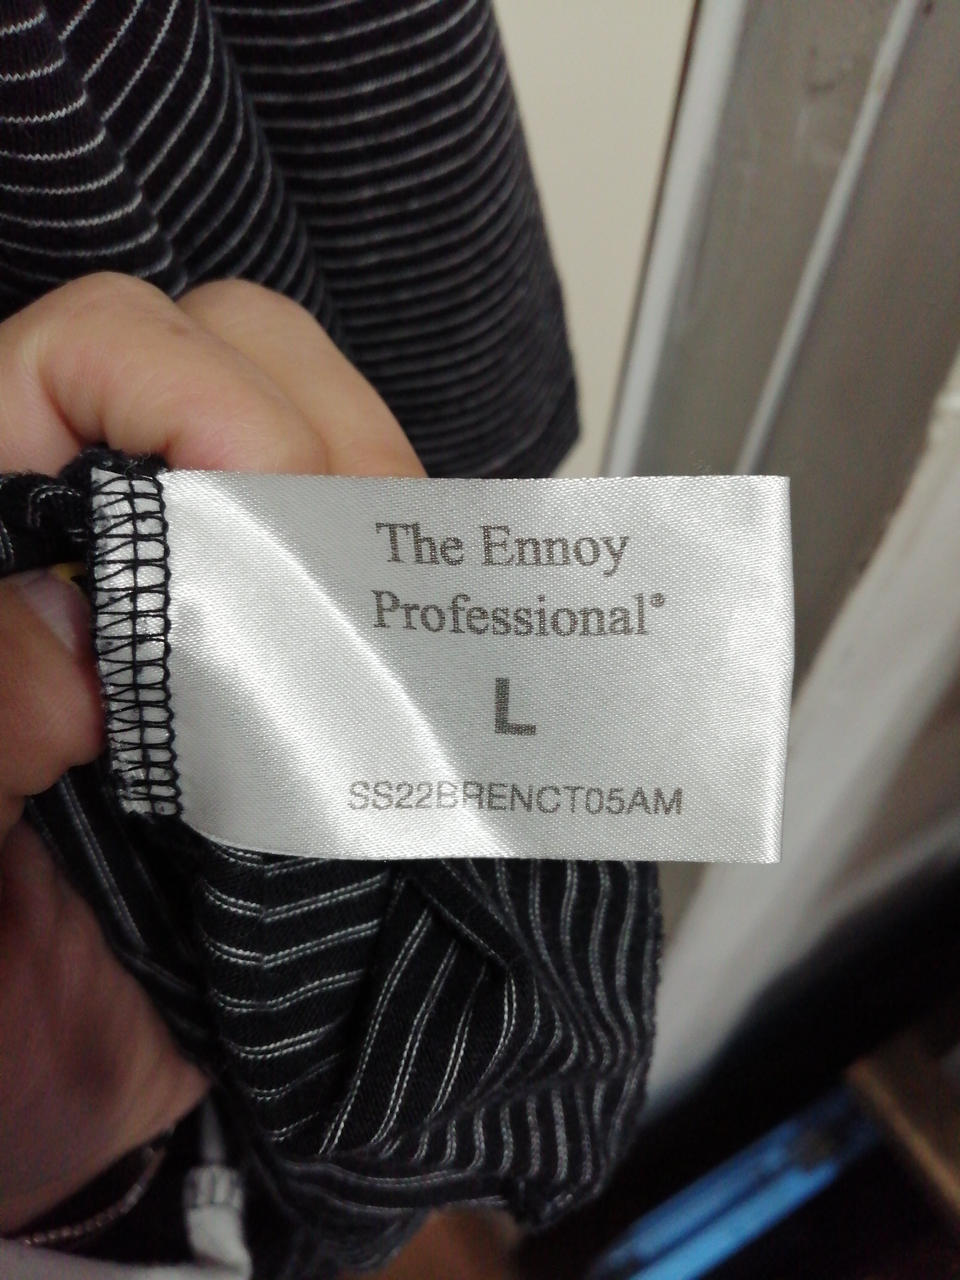 The Ennoy
Professional®
L
SS22BRENCT05AM